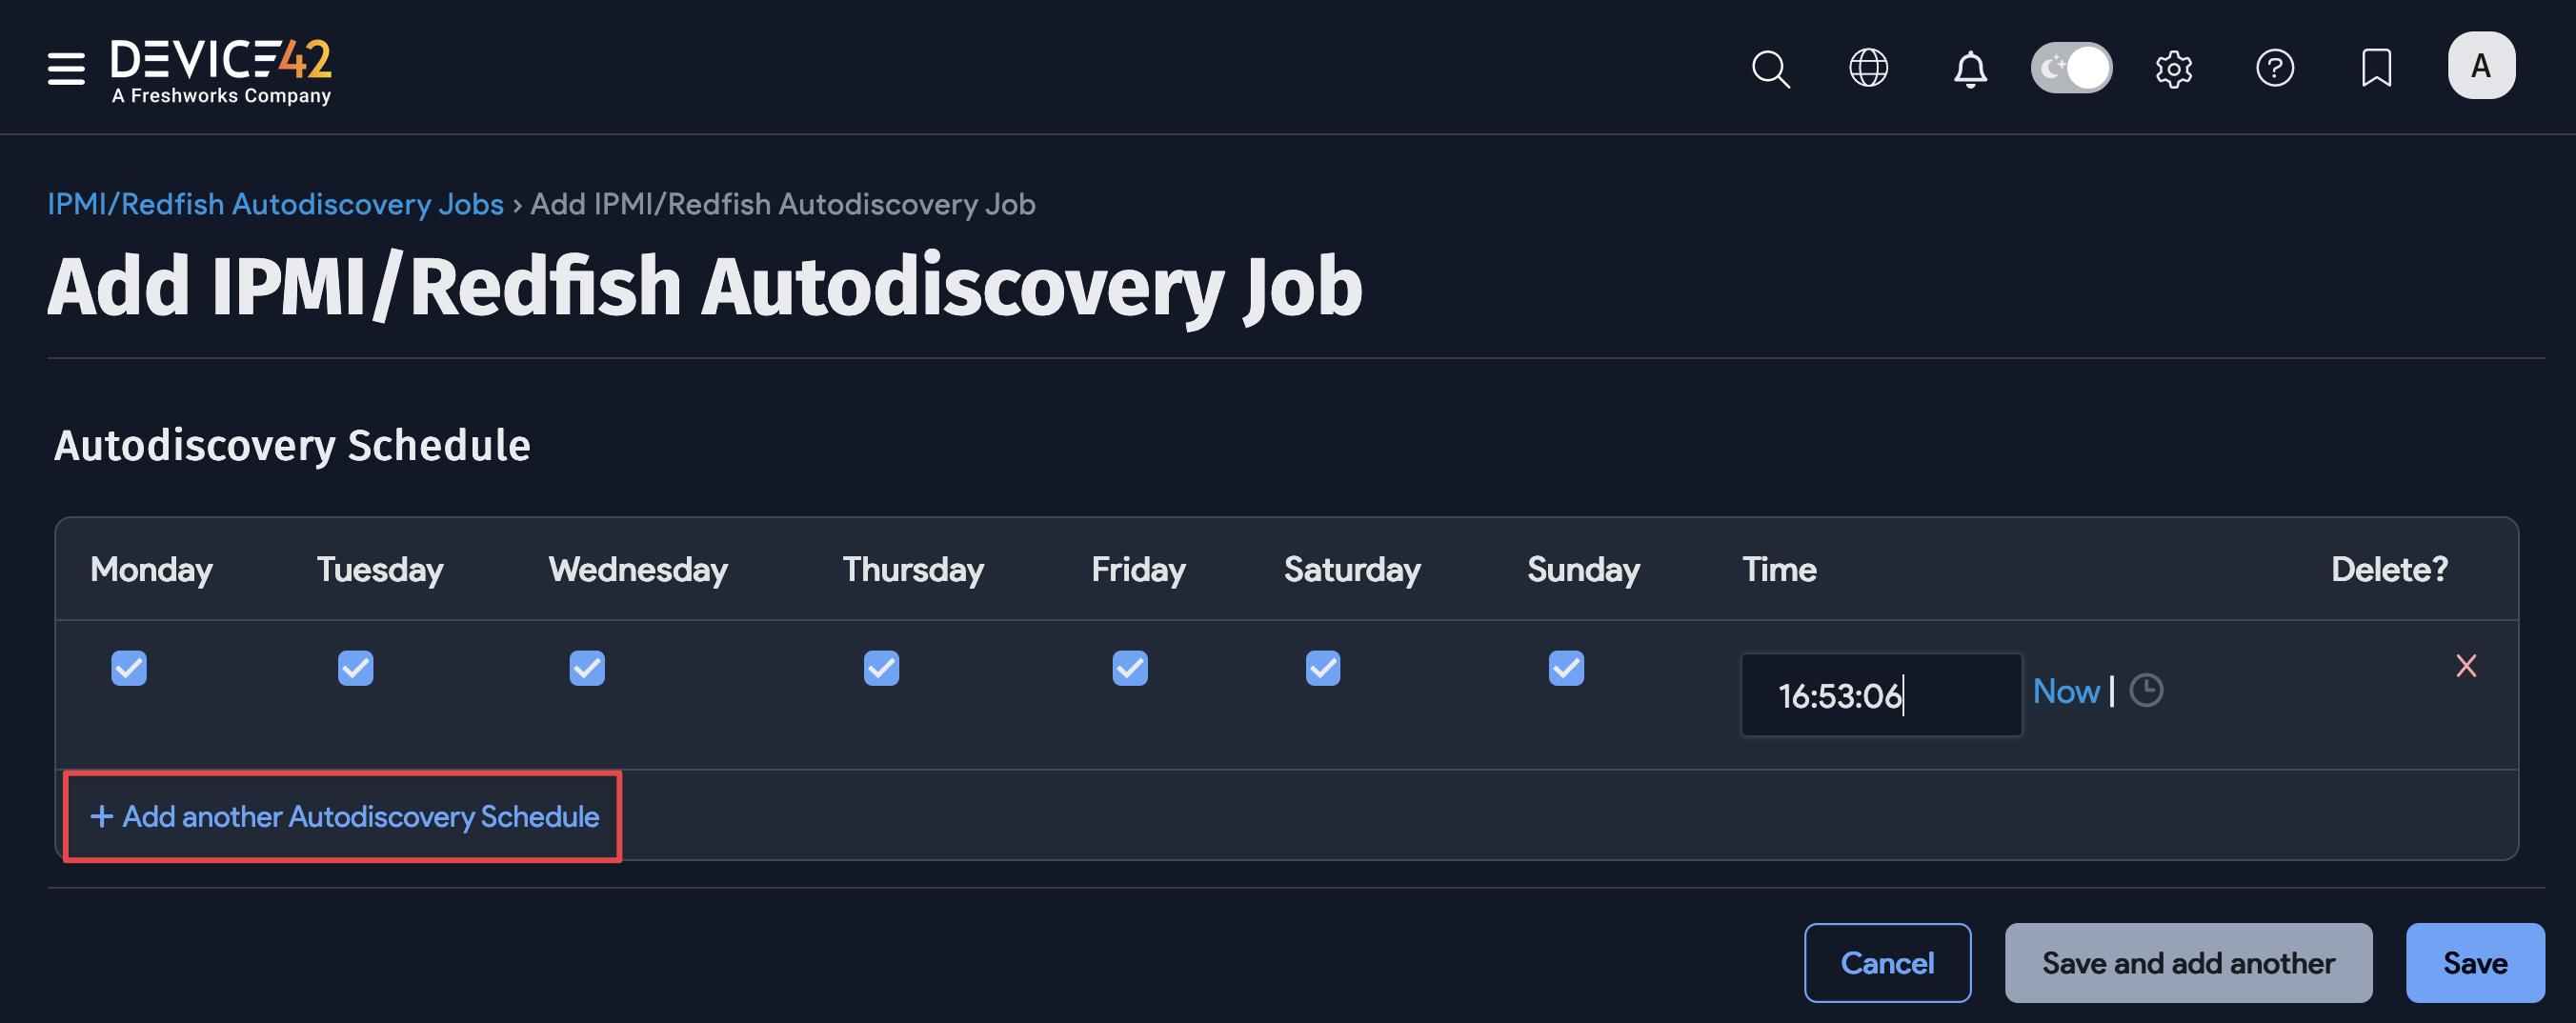 DEVICE42
A Freshworks Company
A
IPMI/Redfish Autodiscovery Jobs › Add IPMI/Redfish Autodiscovery Job
Add IPMI/Redfish Autodiscovery Job
Autodiscovery Schedule
Monday Tuesday Wednesday Thursday Friday Saturday Sunday Time Delete?
16:53:06 Now |
+ Add another Autodiscovery Schedule
Cancel Save and add another Save